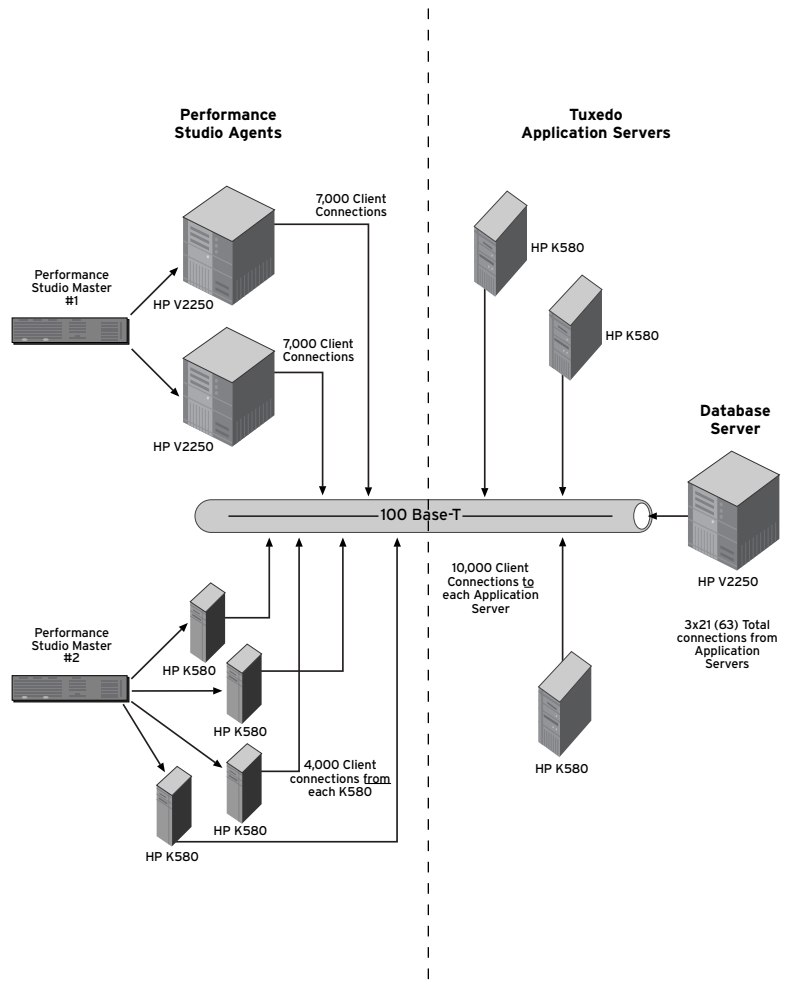 Performance
Studio Agents
Tuxedo
Application Servers
7,000 Client
Connections
HP K580
Performance
Studio Master
#1
HP V2250
HP K580
7,000 Client
Connections
HP V2250
Database
Server
100 Base-T
HP V2250
10,000 Client
Connections to
each Application
Server
3x21 (63) Total
connections from
Application
Servers
Performance
Studio Master
#2
HP K580
HP K580
4,000 Client
connections from
each K580
HP K580
HP K580
HP K580